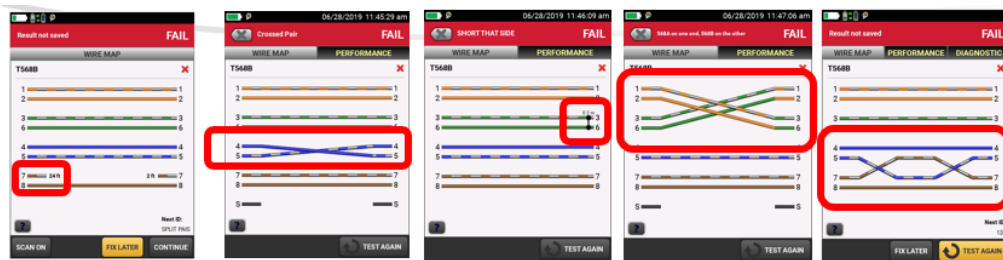 Result not saved FAIL
WIRE MAP
T568B
1 1
2 2
3 3
6 6
4 4
5 5
7 24 ft 2 ft 7
8 8
Next ID:
SPLIT PAIS
?
SCAN ON FIX LATER CONTINUE
06/28/2019 11:45:29 am
Crossed Pair FAIL
WIRE MAP PERFORMANCE
T568B
1 1
2 2
3 3
4 4
5 5
7 7
8 8
S S
?
TEST AGAIN
06/28/2019 11:46:09 am
SHORT THAT SIDE FAIL
WIRE MAP PERFORMANCE
T568B
1 1
2 2
3 3
6 6
4 4
5 5
7 7
8 8
?
TEST AGAIN
06/28/2019 11:47:06 am
568A on one end, 568B on the other FAIL
WIRE MAP PERFORMANCE
1 1
2 2
3 3
6 6
5 5
7 7
8 8
S S
?
TEST AGAIN
Result not saved FAIL
WIRE MAP PERFORMANCE DIAGNOSTIC
T568B
1 1
2 2
3 3
4 4
5 5
7 7
8 8
Next ID
12
?
FIX LATER TEST AGAIN